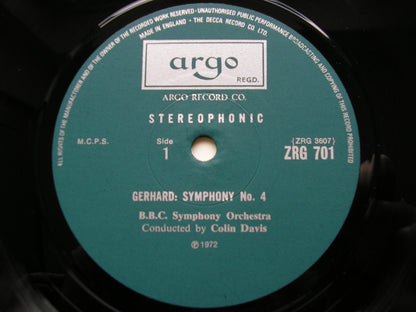 ALL RIGHTS OF THE MANUFACTURER AND OF THE OWNER OF THE RECORDED WORK RESERVED · UNAUTHORISED PUBLIC PERFORMANCE BROADCASTING AND COPYING OF THIS RECORD PROHIBITED
MADE IN ENGLAND · THE DECCA RECORD CO LTD
argo
REGD.
ARGO RECORD CO.
STEREOPHONIC
M.C.P.S.
Side
1
(ZRG 3607)
ZRG 701
GERHARD: SYMPHONY No. 4
B.B.C. Symphony Orchestra
Conducted by Colin Davis
℗ 1972